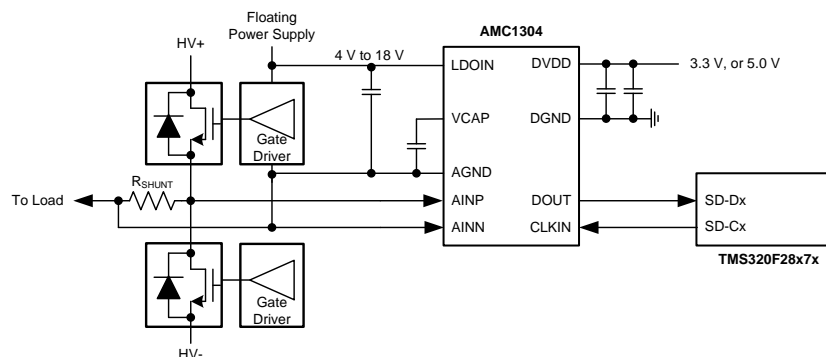 Floating
Power Supply
AMC1304
HV+
4 V to 18 V
LDOIN
DVDD
3.3 V, or 5.0 V
VCAP
DGND
Gate
Driver
AGND
RSHUNT
To Load
AINP
DOUT
SD-Dx
AINN
CLKIN
SD-Cx
TMS320F28x7x
Gate
Driver
HV-